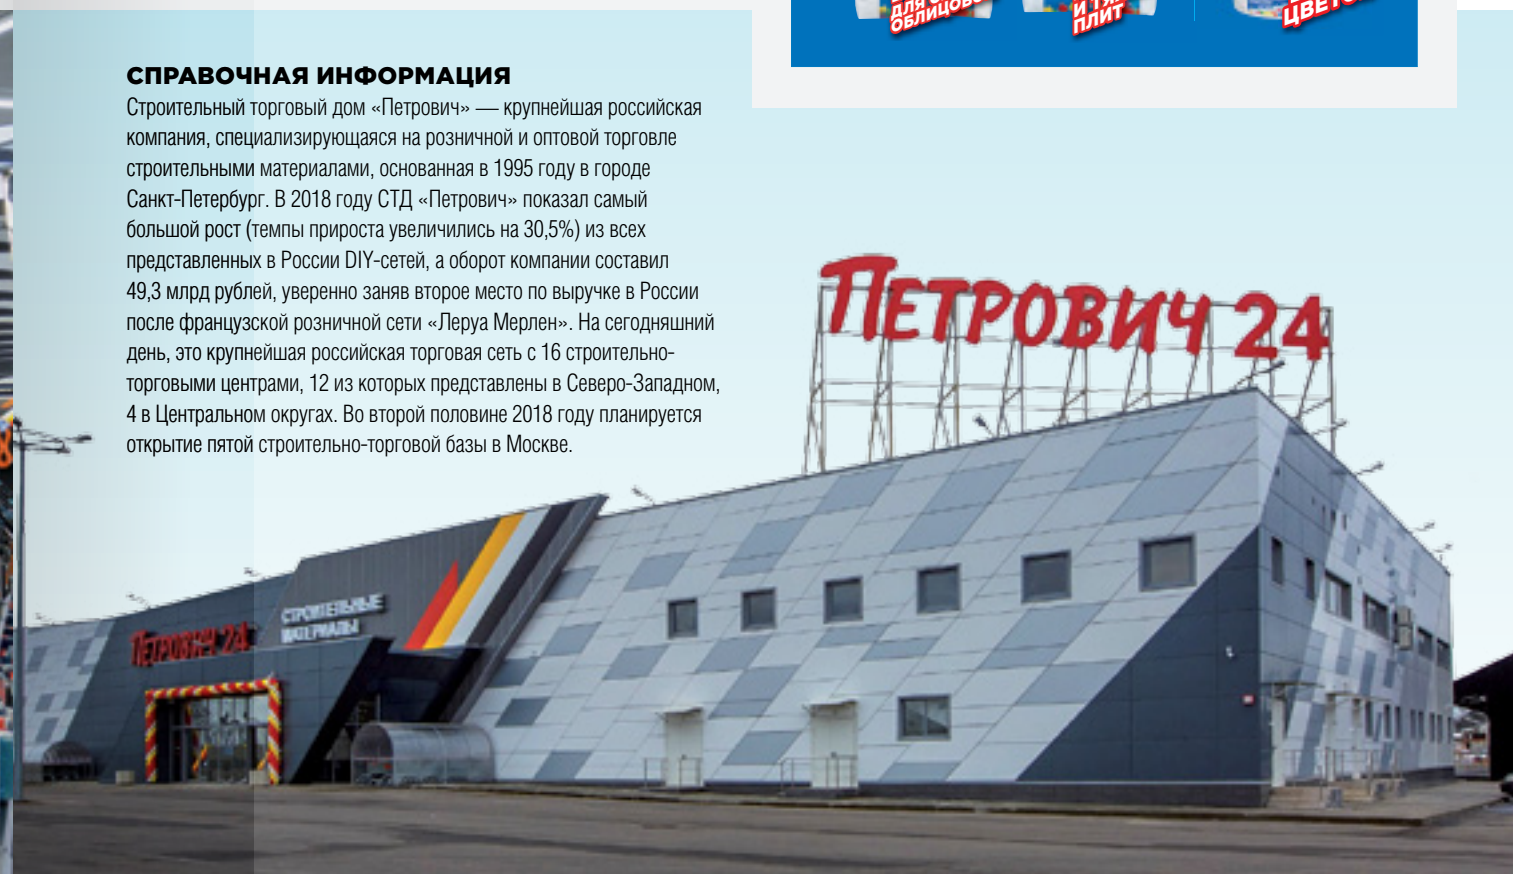 ОБЛИЦОВО
И ТЯ
ПЛИТ
ЦВЕТО
СПРАВОЧНАЯ ИНФОРМАЦИЯ
Строительный торговый дом «Петрович» — крупнейшая российская
компания, специализирующаяся на розничной и оптовой торговле
строительными материалами, основанная в 1995 году в городе
Санкт-Петербург. В 2018 году СТД «Петрович» показал самый
большой рост (темпы прироста увеличились на 30,5%) из всех
представленных в России DIY-сетей, а оборот компании составил
49,3 млрд рублей, уверенно заняв второе место по выручке в России
после французской розничной сети «Леруа Мерлен». На сегодняшний
день, это крупнейшая российская торговая сеть с 16 строительно-
торговыми центрами, 12 из которых представлены в Северо-Западном,
4 в Центральном округах. Во второй половине 2018 году планируется
открытие пятой строительно-торговой базы в Москве.
ПЕТРОВИЧ 24
СТРОИТЕЛЬНЫЕ
МАТЕРИАЛЫ
ПЕТРОВИЧ 24